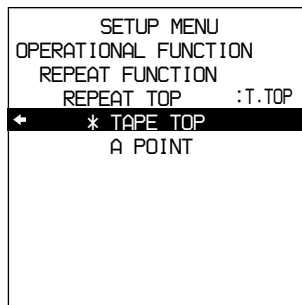 SETUP MENU
OPERATIONAL FUNCTION
REPEAT FUNCTION
REPEAT TOP :T.TOP
← * TAPE TOP
A POINT